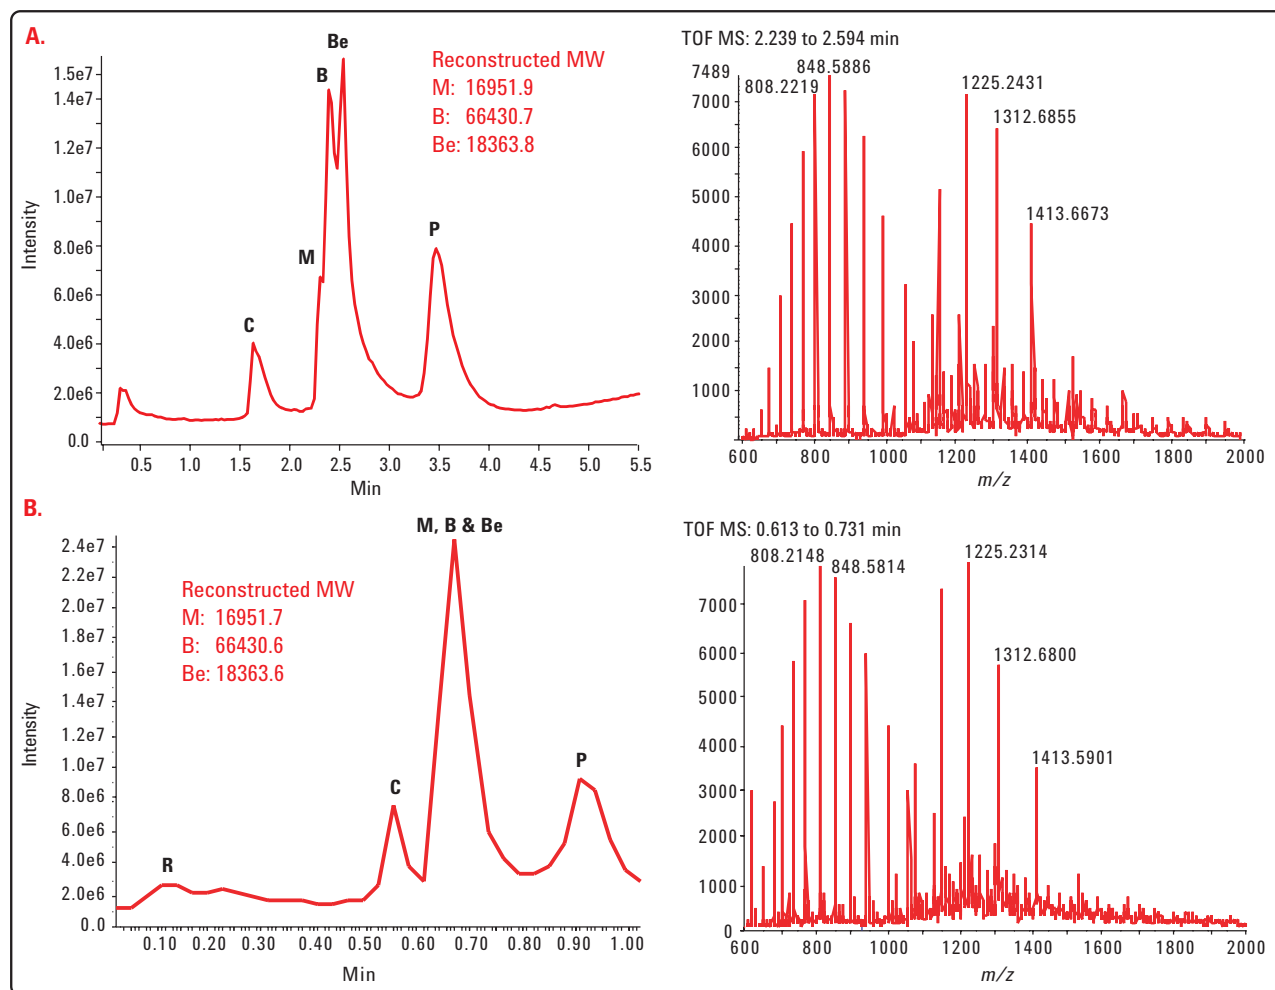 A.
Be
B
M
C
P
Reconstructed MW
M: 16951.9
B: 66430.7
Be: 18363.8
Intensity
1.5e7
1.4e7
1.2e7
1.0e7
8.0e6
6.0e6
4.0e6
2.0e6
0.0
0.5 1.0 1.5 2.0 2.5 3.0 3.5 4.0 4.5 5.0 5.5
Min
TOF MS: 2.239 to 2.594 min
848.5886
808.2219
1225.2431
1312.6855
1413.6673
7489
7000
6000
5000
4000
3000
2000
1000
0
600 800 1000 1200 1400 1600 1800 2000
m/z
B.
M, B & Be
R
C
P
Reconstructed MW
M: 16951.7
B: 66430.6
Be: 18363.6
Intensity
2.4e7
2.2e7
2.0e7
1.8e7
1.6e7
1.4e7
1.2e7
1.0e7
8.0e6
6.0e6
4.0e6
2.0e6
0.0
0.10 0.20 0.30 0.40 0.50 0.60 0.70 0.80 0.90 1.00
Min
TOF MS: 0.613 to 0.731 min
808.2148
848.5814
1225.2314
1312.6800
1413.5901
7000
6000
5000
4000
3000
2000
1000
0
600 800 1000 1200 1400 1600 1800 2000
m/z